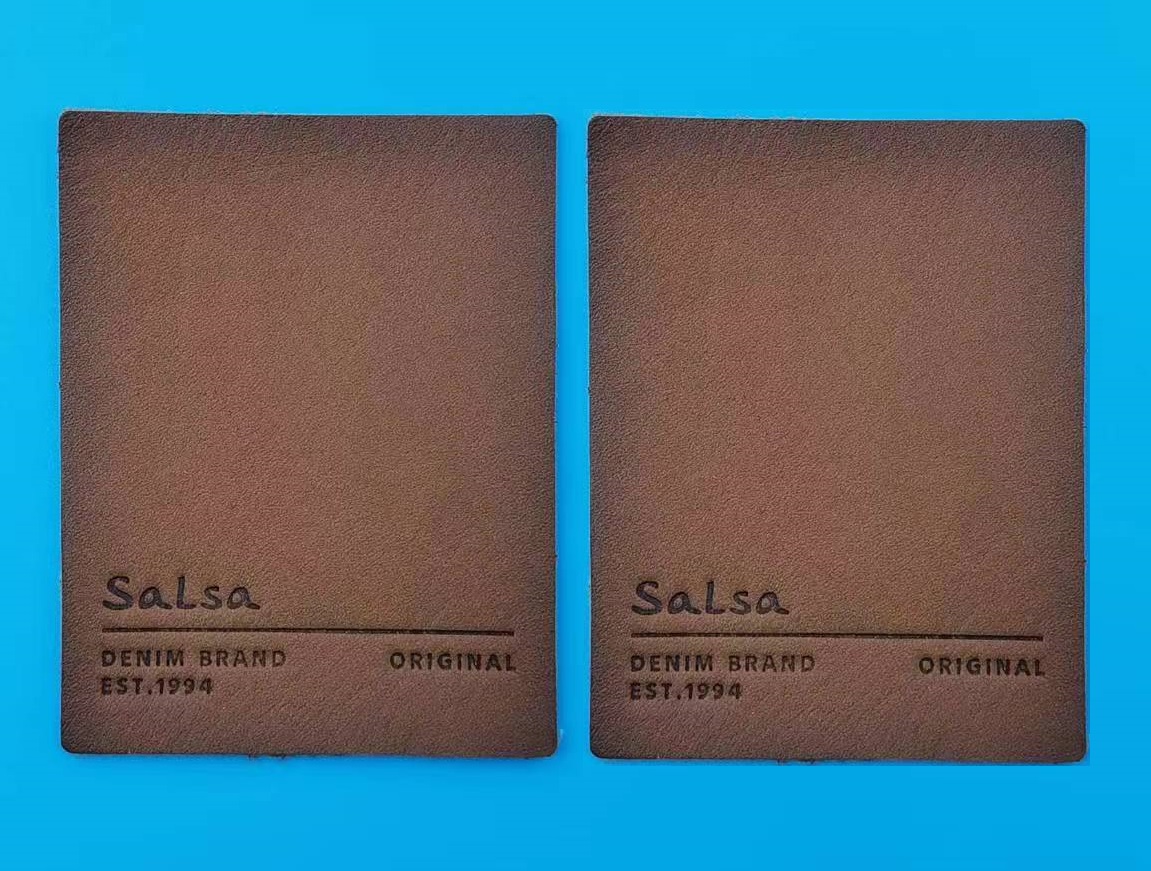 Salsa
DENIM BRAND ORIGINAL
EST.1994
Salsa
DENIM BRAND ORIGINAL
EST.1994